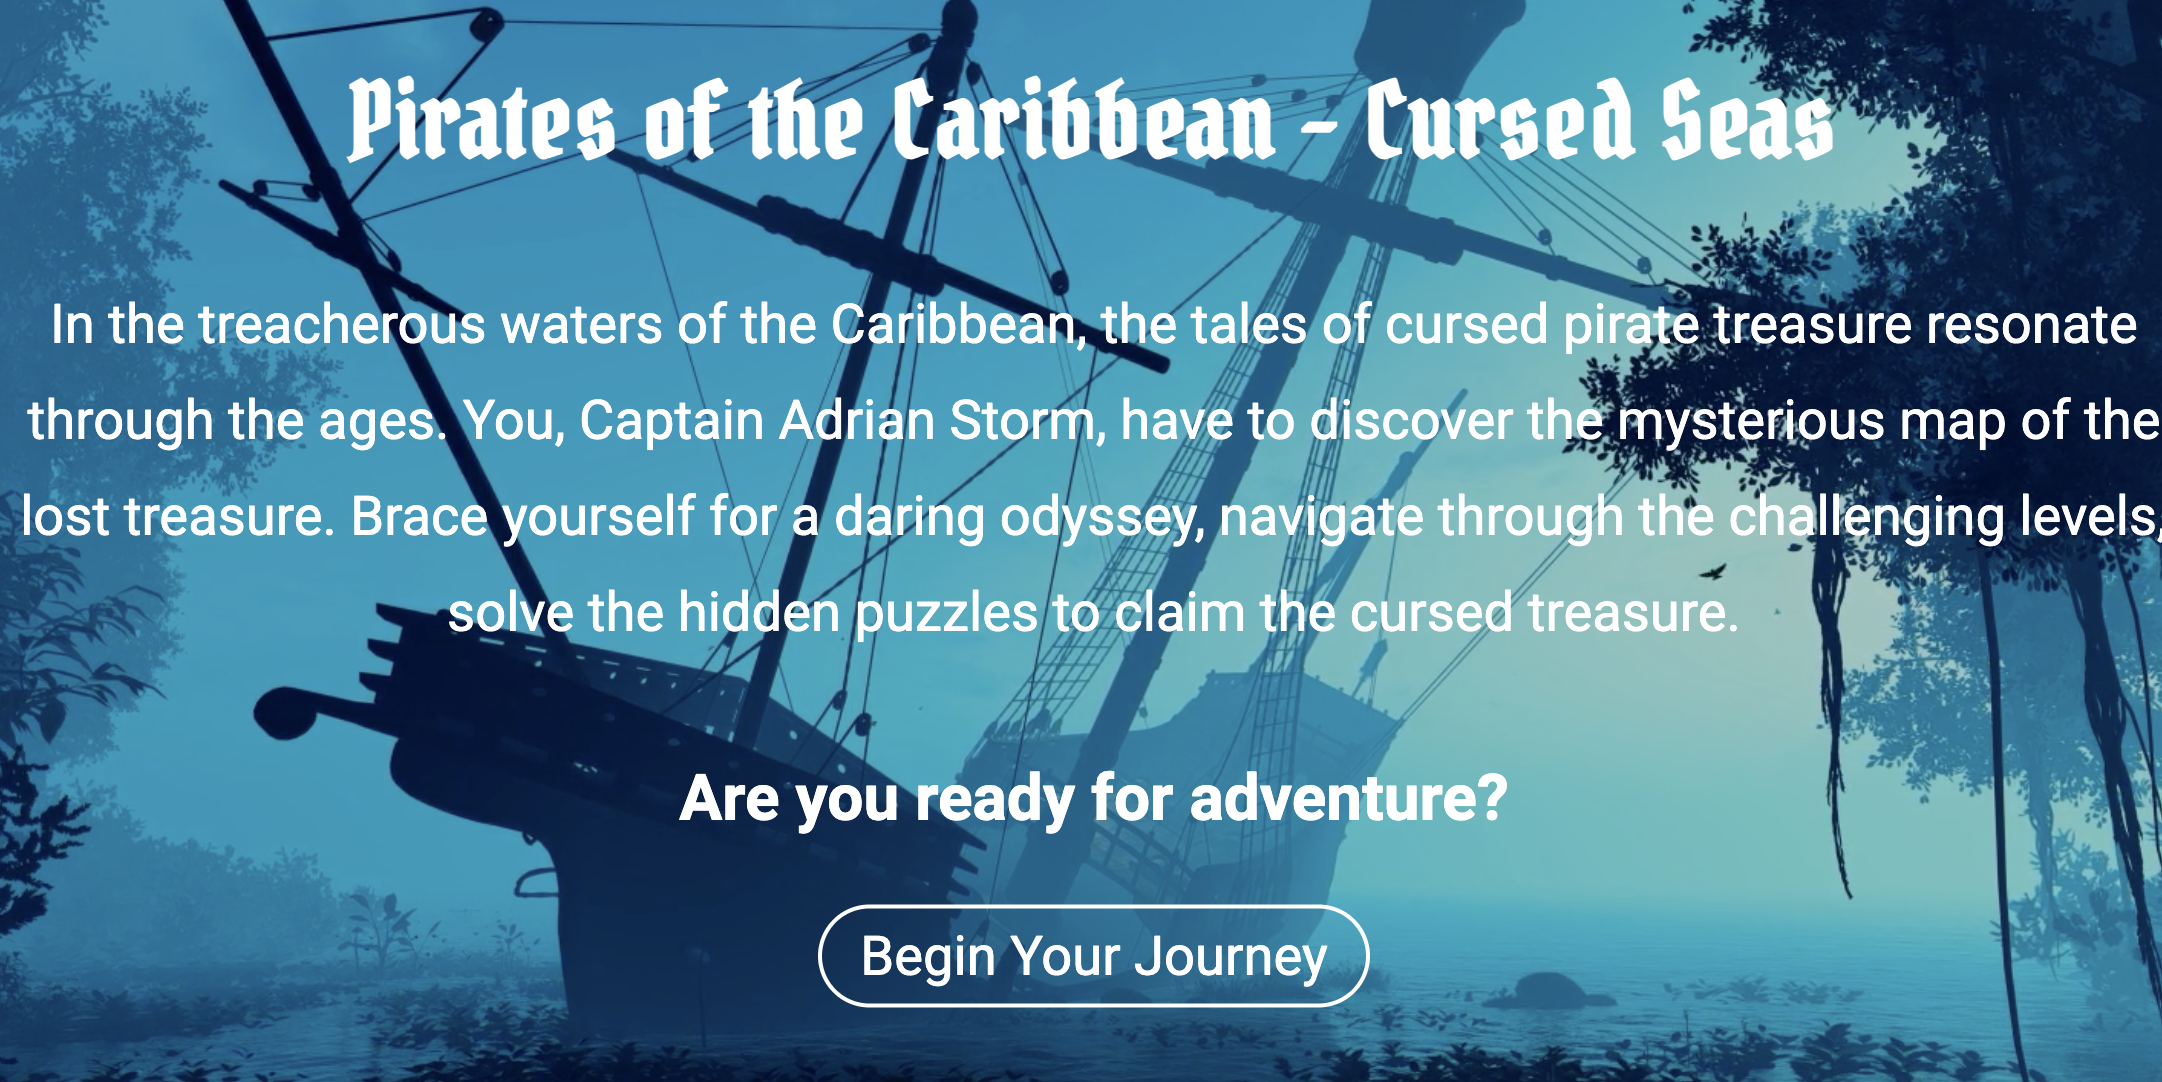 Pirates of the Caribbean - Cursed Seas
In the treacherous waters of the Caribbean, the tales of cursed pirate treasure resonate
through the ages. You, Captain Adrian Storm, have to discover the mysterious map of the
lost treasure. Brace yourself for a daring odyssey, navigate through the challenging levels,
solve the hidden puzzles to claim the cursed treasure.
Are you ready for adventure?
Begin Your Journey